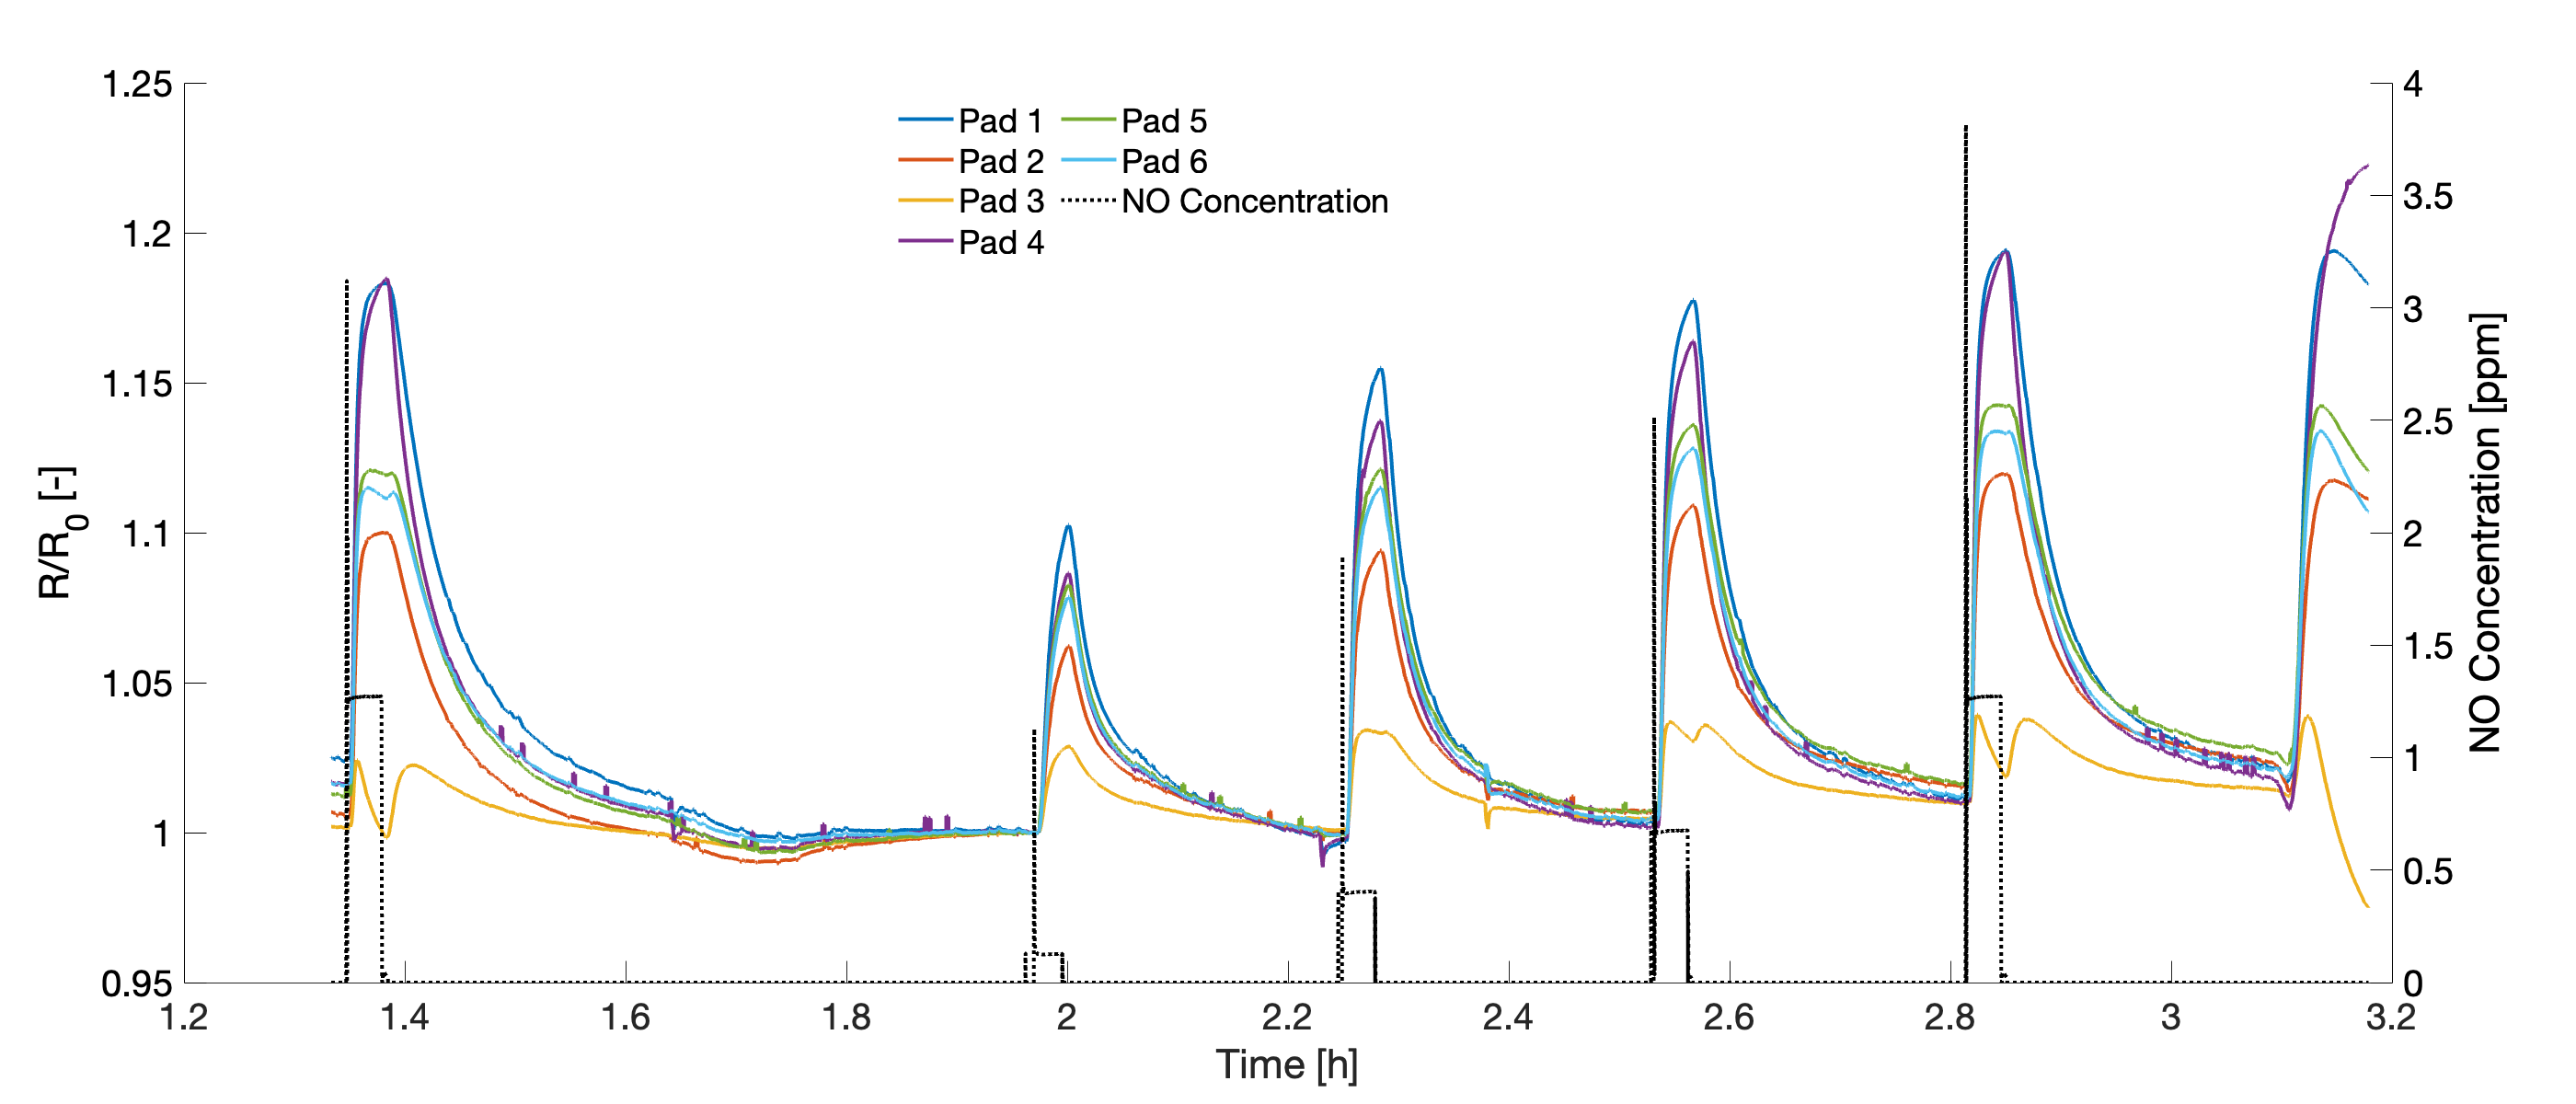 1.25
1.2
1.15
1.1
1.05
1
0.95
R/R0 [-]
Pad 1
Pad 2
Pad 3
Pad 4
Pad 5
Pad 6
NO Concentration
4
3.5
3
2.5
2
1.5
1
0.5
0
NO Concentration [ppm]
1.2 1.4 1.6 1.8 2 2.2 2.4 2.6 2.8 3 3.2
Time [h]